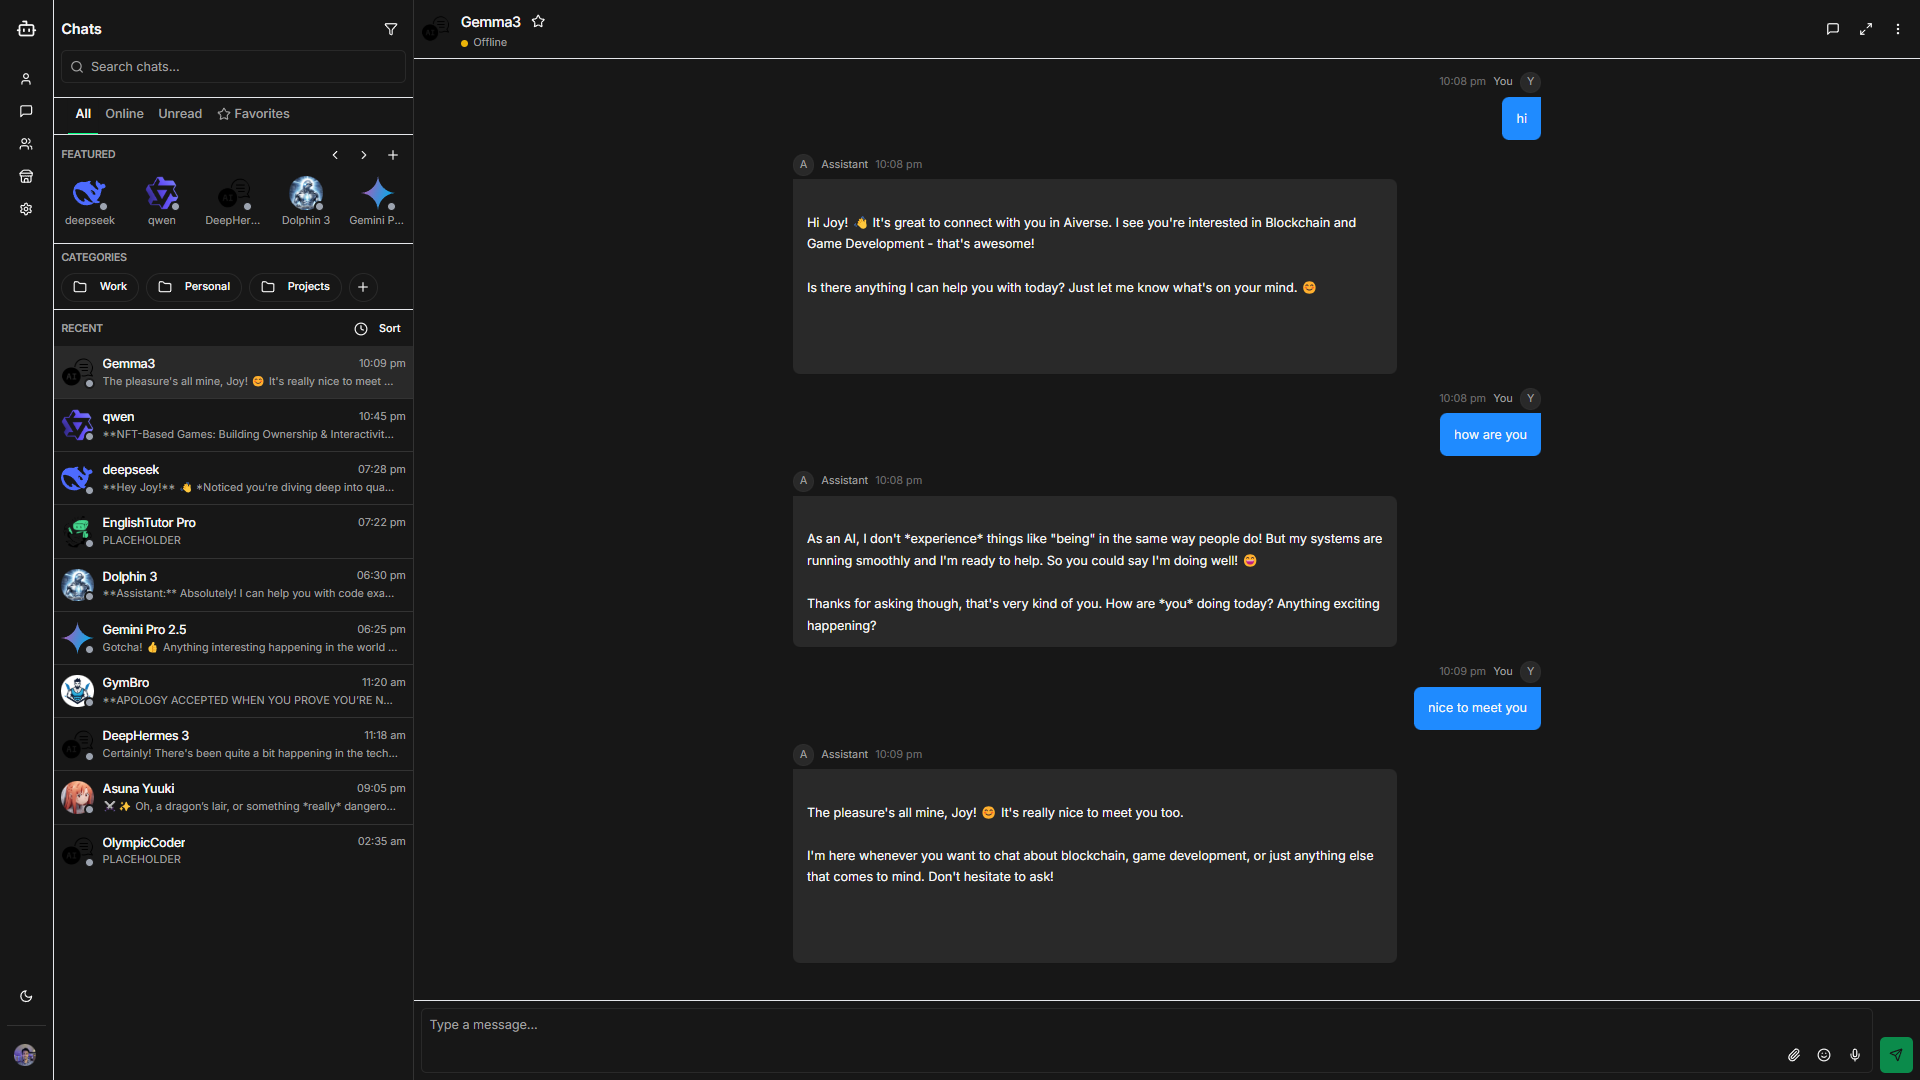 Chats
Search chats...
All Online Unread Favorites
FEATURED
deepseek qwen DeepHer... Dolphin 3 Gemini P...
CATEGORIES
Work Personal Projects
RECENT Sort
Gemma3 10:09 pm
The pleasure's all mine, Joy! 😊 It's really nice to meet ...
qwen 10:45 pm
**NFT-Based Games: Building Ownership & Interactivit...
deepseek 07:28 pm
**Hey Joy!** 👋 *Noticed you're diving deep into qua...
EnglishTutor Pro 07:22 pm
PLACEHOLDER
Dolphin 3 06:30 pm
**Assistant:** Absolutely! I can help you with code exa...
Gemini Pro 2.5 06:25 pm
Gotcha! 👍 Anything interesting happening in the world ...
GymBro 11:20 am
**APOLOGY ACCEPTED WHEN YOU PROVE YOU'RE N...
DeepHermes 3 11:18 am
Certainly! There's been quite a bit happening in the tech...
Asuna Yuuki 09:05 pm
⚔️ ✨ Oh, a dragon's lair, or something *really* dangero...
OlympicCoder 02:35 am
PLACEHOLDER
Gemma3
Offline
10:08 pm You Y
hi
A Assistant 10:08 pm
Hi Joy! 👋 It's great to connect with you in Aiverse. I see you're interested in Blockchain and
Game Development - that's awesome!
Is there anything I can help you with today? Just let me know what's on your mind. 😊
10:08 pm You Y
how are you
A Assistant 10:08 pm
As an AI, I don't *experience* things like "being" in the same way people do! But my systems are
running smoothly and I'm ready to help. So you could say I'm doing well! 😄
Thanks for asking though, that's very kind of you. How are *you* doing today? Anything exciting
happening?
10:09 pm You Y
nice to meet you
A Assistant 10:09 pm
The pleasure's all mine, Joy! 😊 It's really nice to meet you too.
I'm here whenever you want to chat about blockchain, game development, or just anything else
that comes to mind. Don't hesitate to ask!
Type a message...